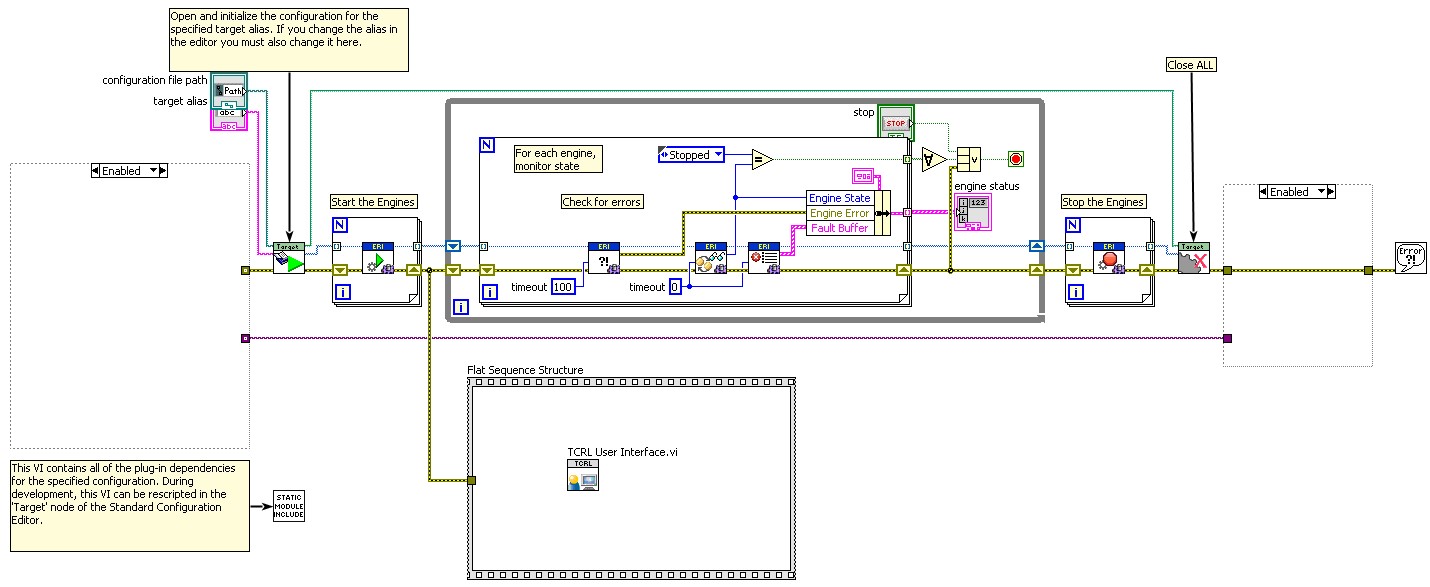 Open and initialize the configuration for the
specified target alias. If you change the alias in
the editor you must also change it here.
Close ALL
configuration file path
Path
target alias
abc
abc
stop
STOP
TF
Enabled
N
For each engine,
monitor state
Stopped
=
V
engine status
Enabled
Start the Engines
Check for errors
Engine State
Engine Error
Fault Buffer
i
j
k
123
Stop the Engines
N
N
Target
ERI
ERI
?!
ERI
ERI
ERI
Target
Error
?!
timeout
100
timeout
0
i
i
i
i
Flat Sequence Structure
TCRL User Interface.vi
TCRL
This VI contains all of the plug-in dependencies
for the specified configuration. During
development, this VI can be rescripted in the
'Target' node of the Standard Configuration
Editor.
STATIC
MODULE
INCLUDE